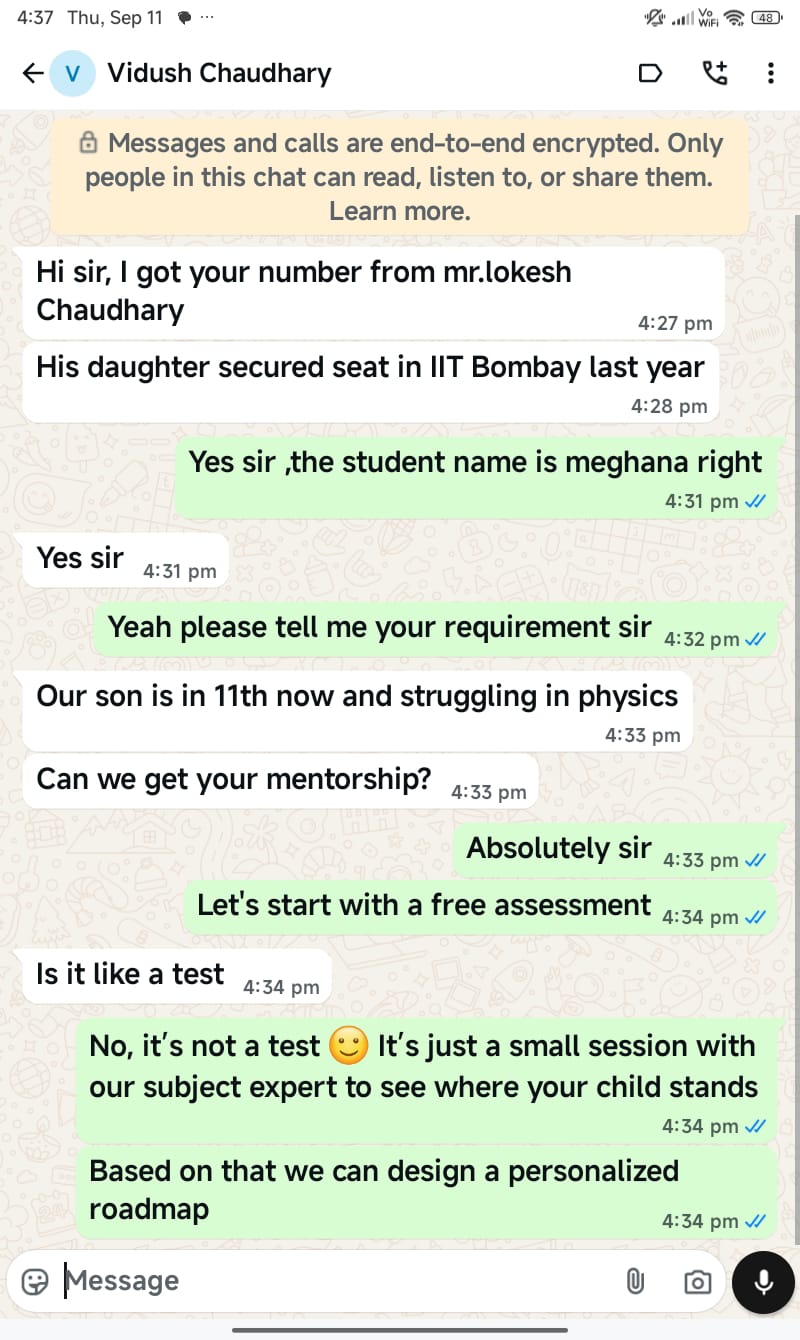 4:37 Thu, Sep 11 ...
Vo
WiFi
48
V Vidush Chaudhary
Messages and calls are end-to-end encrypted. Only
people in this chat can read, listen to, or share them.
Learn more.
Hi sir, I got your number from mr.lokesh
Chaudhary
4:27 pm
His daughter secured seat in IIT Bombay last year
4:28 pm
Yes sir ,the student name is meghana right
4:31 pm
Yes sir 4:31 pm
Yeah please tell me your requirement sir 4:32 pm
Our son is in 11th now and struggling in physics
4:33 pm
Can we get your mentorship? 4:33 pm
Absolutely sir 4:33 pm
Let's start with a free assessment 4:34 pm
Is it like a test 4:34 pm
No, it's not a test 🙂 It's just a small session with
our subject expert to see where your child stands
4:34 pm
Based on that we can design a personalized
roadmap
4:34 pm
Message